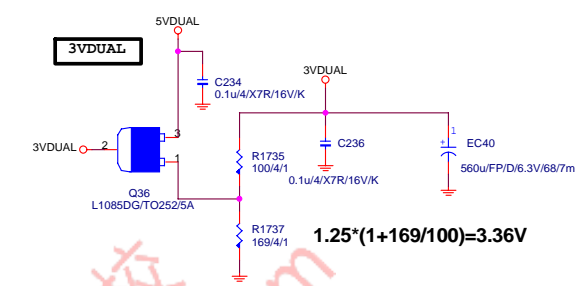 5VDUAL
3VDUAL
3VDUAL
C234
0.1u/4/X7R/16V/K
3VDUAL 2
3
1
Q36
L1085DG/TO252/5A
R1735
100/4/1
C236
0.1u/4/X7R/16V/K
1
+
EC40
560u/FP/D/6.3V/68/7m
R1737
169/4/1
1.25*(1+169/100)=3.36V